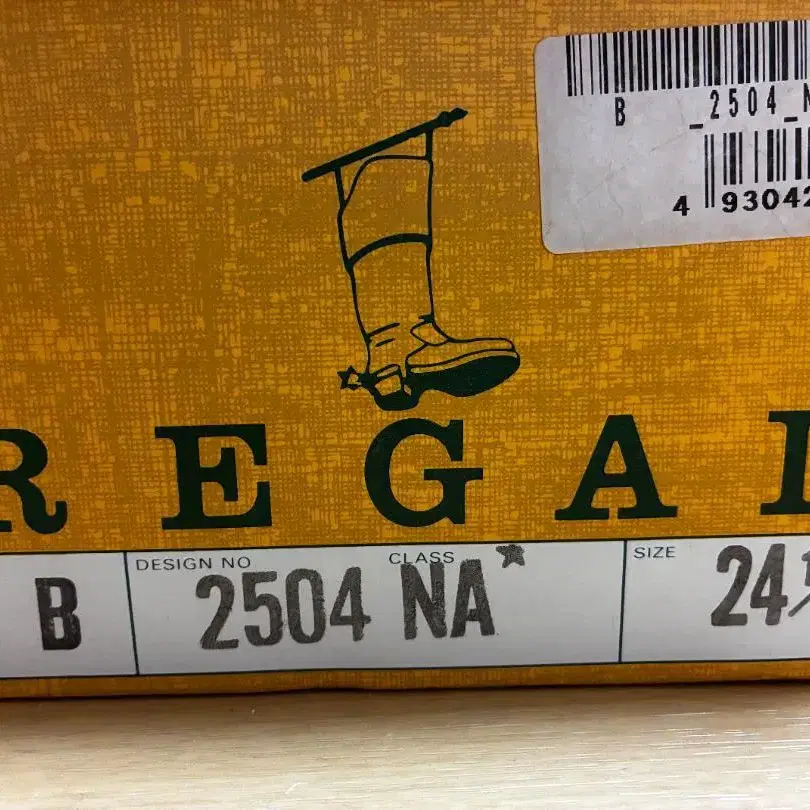 B _2504_N
4 93042
REGAL
DESIGN NO CLASS SIZE
B 2504 NA★ 24